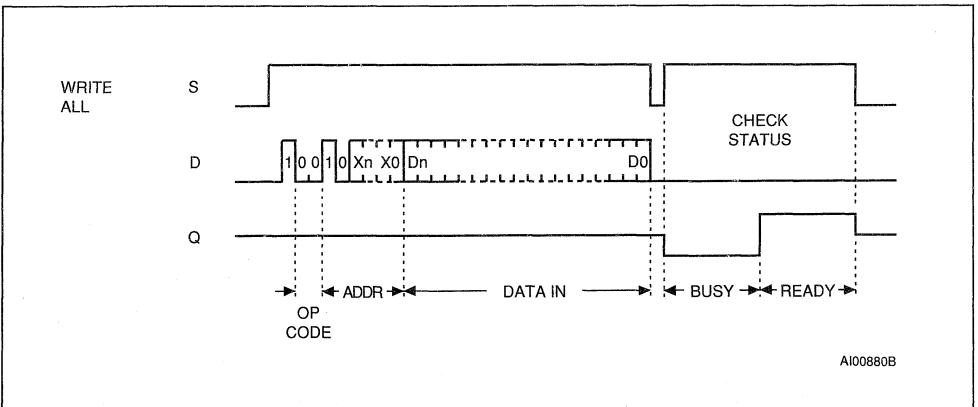 WRITE
ALL
S
CHECK
STATUS
D
1 0 0 1 0 Xn X0 Dn D0
Q
ADDR DATA IN BUSY READY
OP
CODE
AI00880B